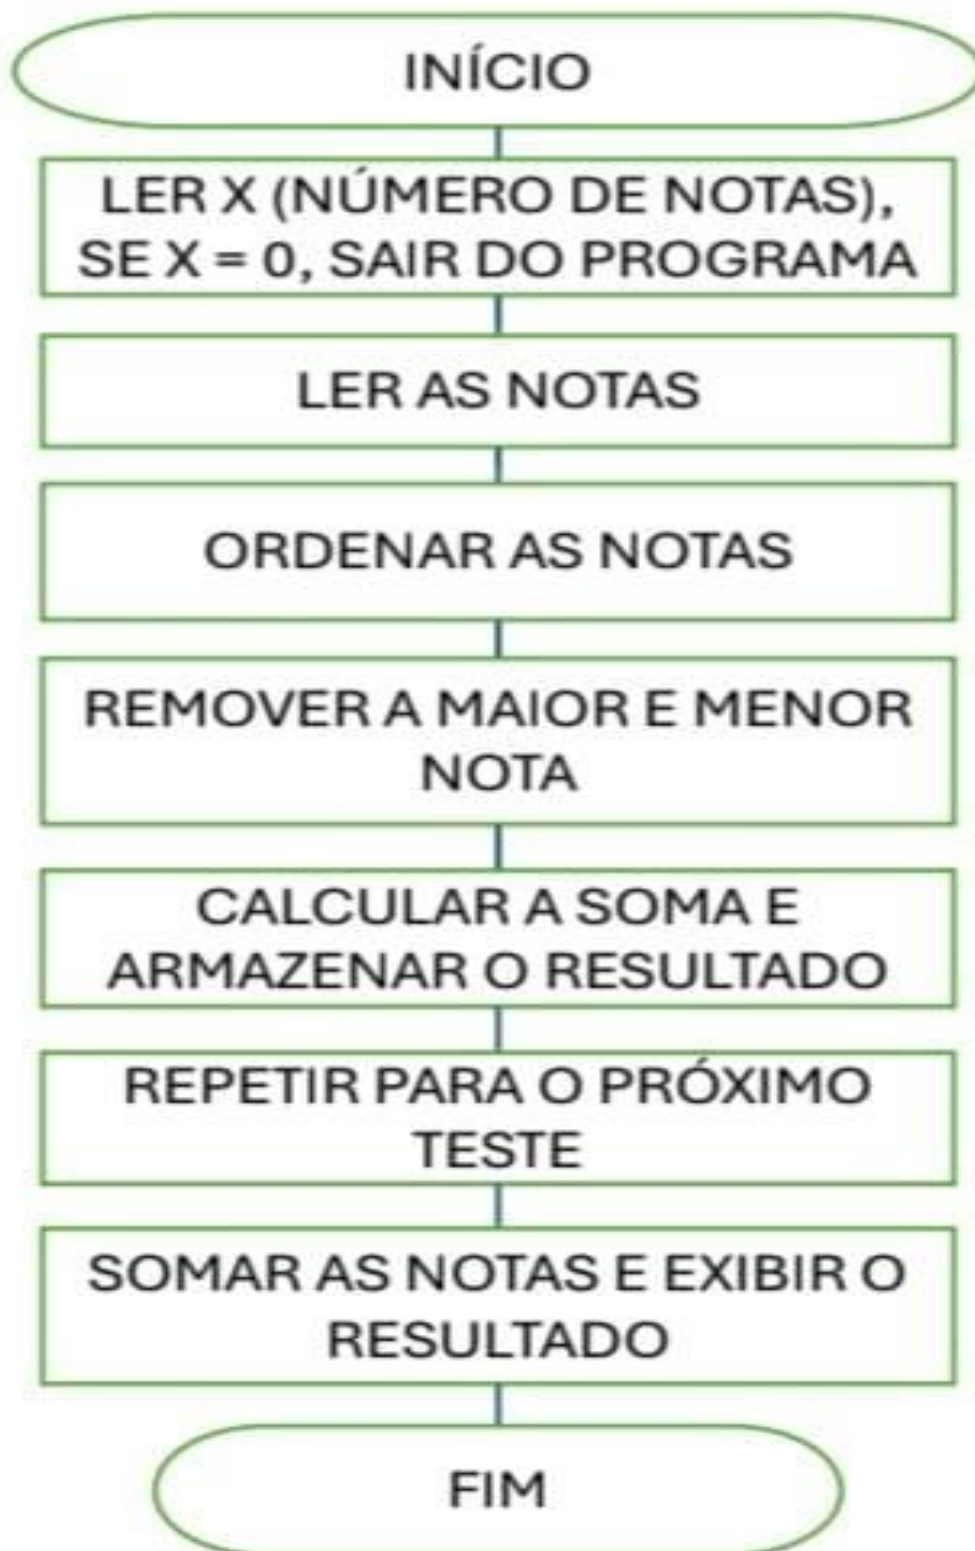 INÍCIO
LER X (NÚMERO DE NOTAS),
SE X = 0, SAIR DO PROGRAMA
LER AS NOTAS
ORDENAR AS NOTAS
REMOVER A MAIOR E MENOR
NOTA
CALCULAR A SOMA E
ARMAZENAR O RESULTADO
REPETIR PARA O PRÓXIMO
TESTE
SOMAR AS NOTAS E EXIBIR O
RESULTADO
FIM